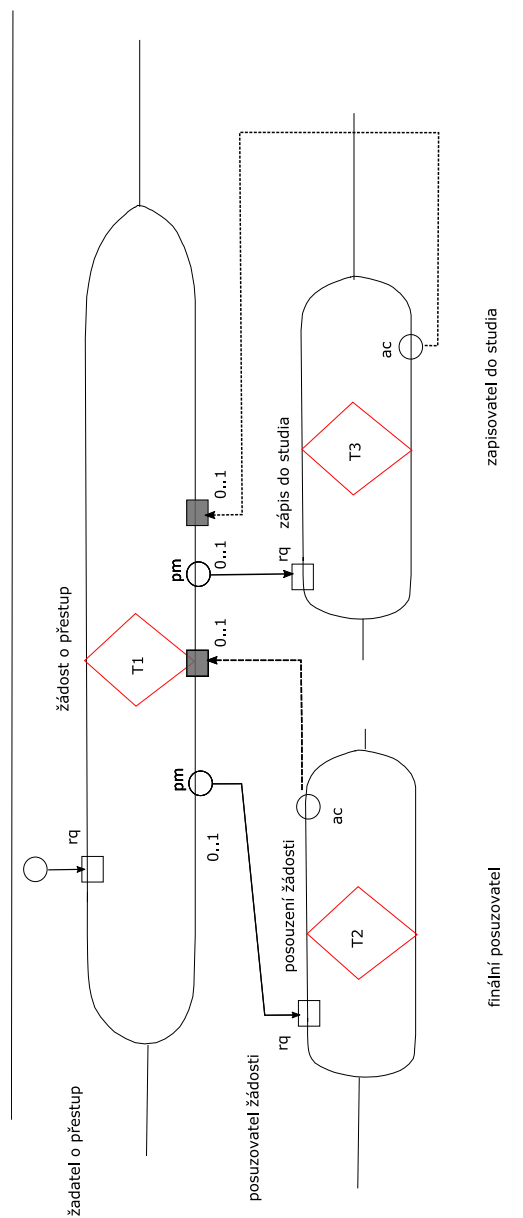 žádost o přestup
žadatel o přestup
rq
T1
pm
pm
0..1
0..1
0..1
0..1
posuzovatel žádosti
rq
posouzení žádosti
ac
T2
rq
zápis do studia
T3
ac
finální posuzovatel
zapisovatel do studia